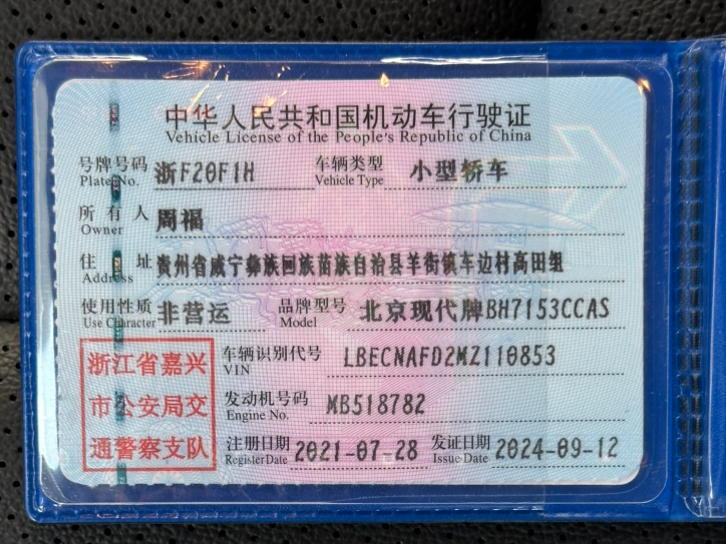 中华人民共和国机动车行驶证
Vehicle License of the People's Republic of China
号牌号码 浙F20F1H 车辆类型 小型轿车
Plate No. Vehicle Type
所有人 周福
Owner
住址 贵州省威宁彝族回族苗族自治县羊街镇车边村高田组
Address
使用性质 非营运 品牌型号 北京现代牌BH7153CCAS
Use Character Model
浙江省嘉兴 车辆识别代号 LBECNAFD2MZ110853
VIN
市公安局交 发动机号码 MB518782
Engine No.
通警察支队 注册日期 2021-07-28 发证日期 2024-09-12
Register Date Issue Date